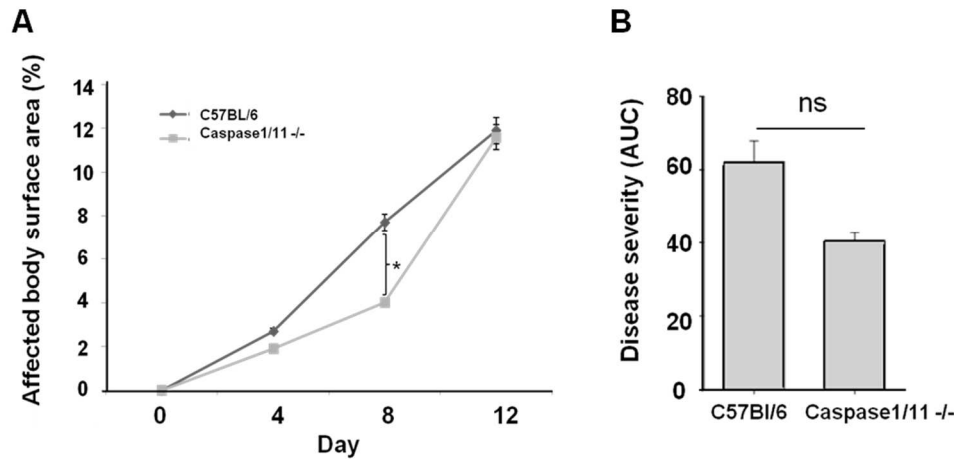 A
Affected body surface area (%)
14
12
10
8
6
4
2
0
C57BL/6
Caspase1/11 -/-
*
0 4 8 12
Day
B
Disease severity (AUC)
80
60
40
20
0
ns
C57Bl/6 Caspase1/11 -/-